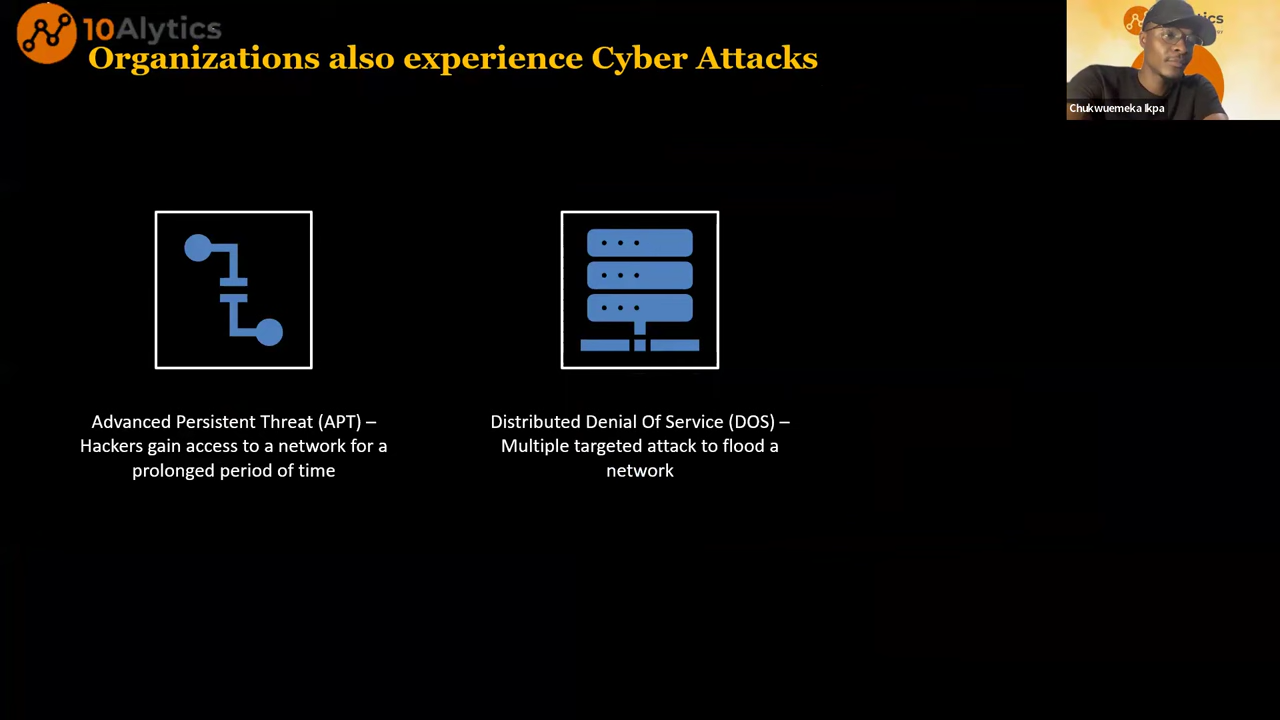 10Alytics
Organizations also experience Cyber Attacks
Chukwuemeka Ikpa
Advanced Persistent Threat (APT) –
Hackers gain access to a network for a
prolonged period of time
Distributed Denial Of Service (DOS) –
Multiple targeted attack to flood a
network